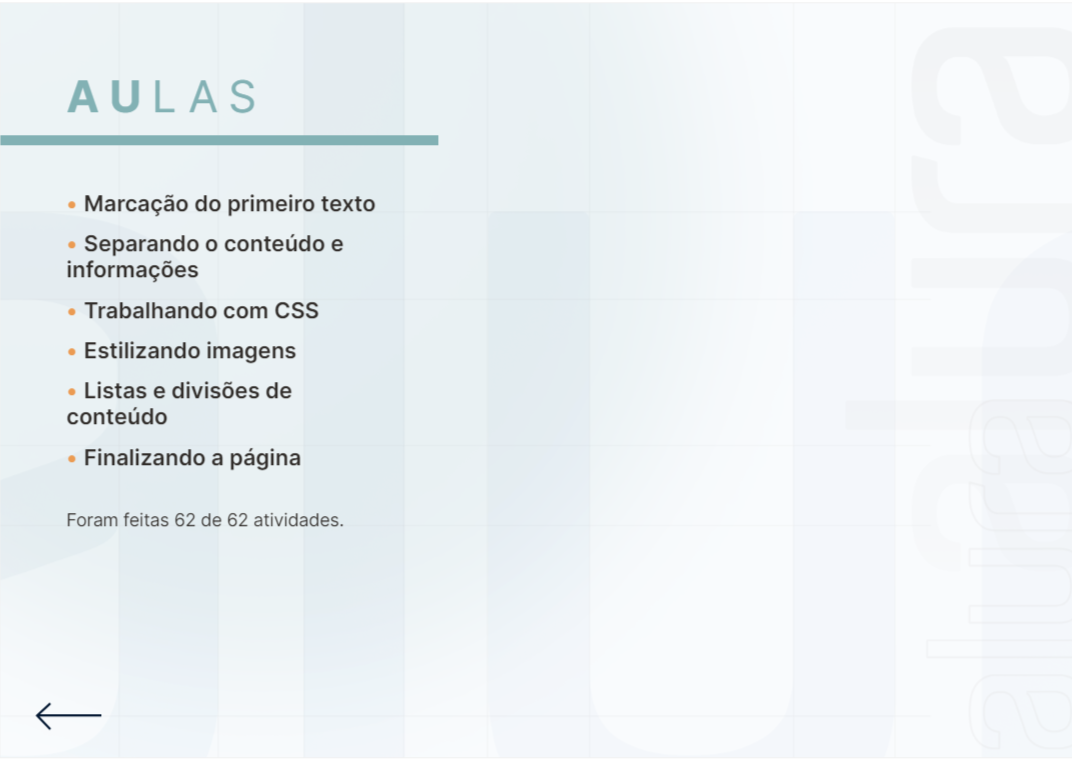 AULAS
• Marcação do primeiro texto
• Separando o conteúdo e
informações
• Trabalhando com CSS
• Estilizando imagens
• Listas e divisões de
conteúdo
• Finalizando a página
Foram feitas 62 de 62 atividades.
alura
alura